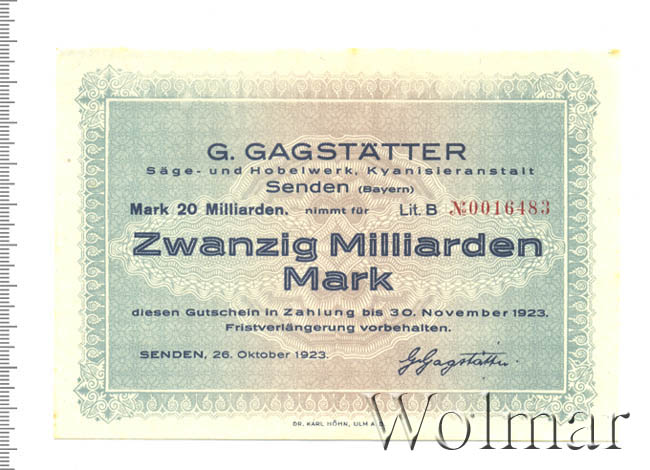 G. GAGSTÄTTER
Säge- und Hobelwerk, Kyanisieranstalt
Senden (Bayern)
Mark 20 Milliarden. nimmt für Lit. B №0016483
Zwanzig Milliarden
Mark
diesen Gutschein in Zahlung bis 30. November 1923.
Fristverlängerung vorbehalten.
SENDEN, 26. Oktober 1923. G. Gagstätter
DR. KARL HÖHN, ULM A.D.
Wolmar